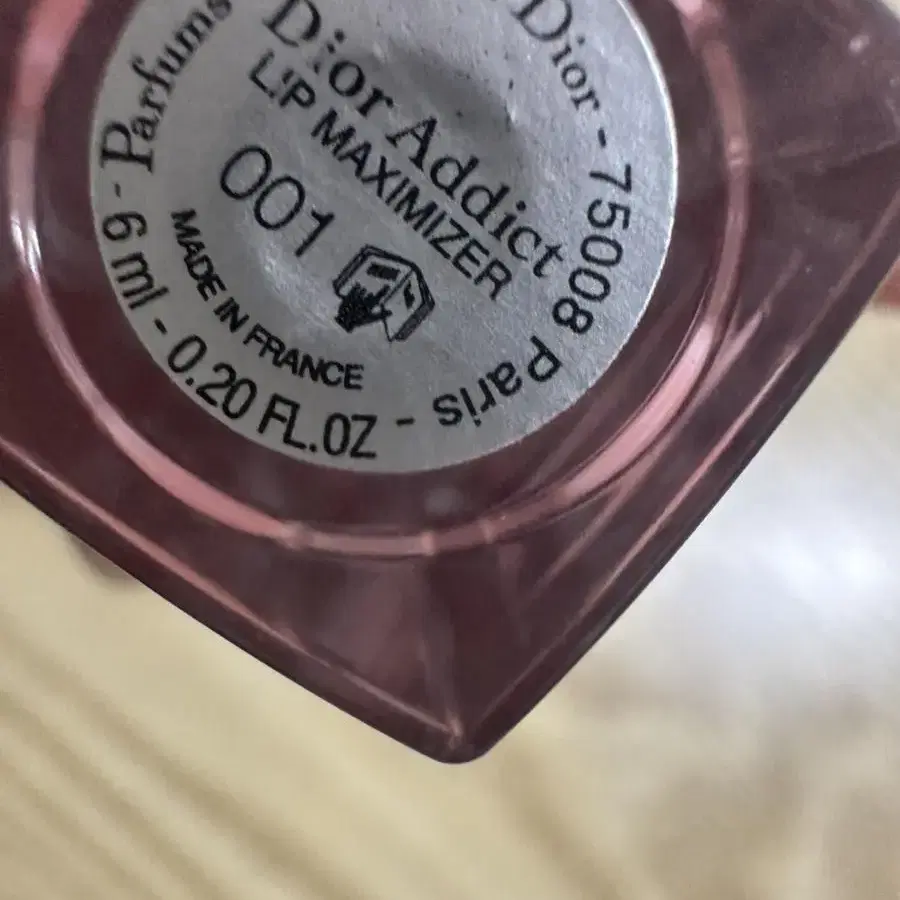 Dior Addict
LIP MAXIMIZER
001
MADE IN FRANCE
Parfums
Dior - 75008 Paris - 6 ml - 0.20 FL.OZ -